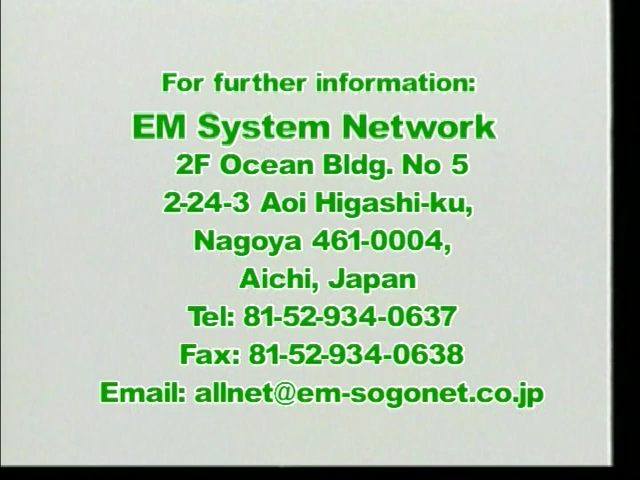 For further information:
EM System Network
2F Ocean Bldg. No 5
2-24-3 Aoi Higashi-ku,
Nagoya 461-0004,
Aichi, Japan
Tel: 81-52-934-0637
Fax: 81-52-934-0638
Email: allnet@em-sogonet.co.jp